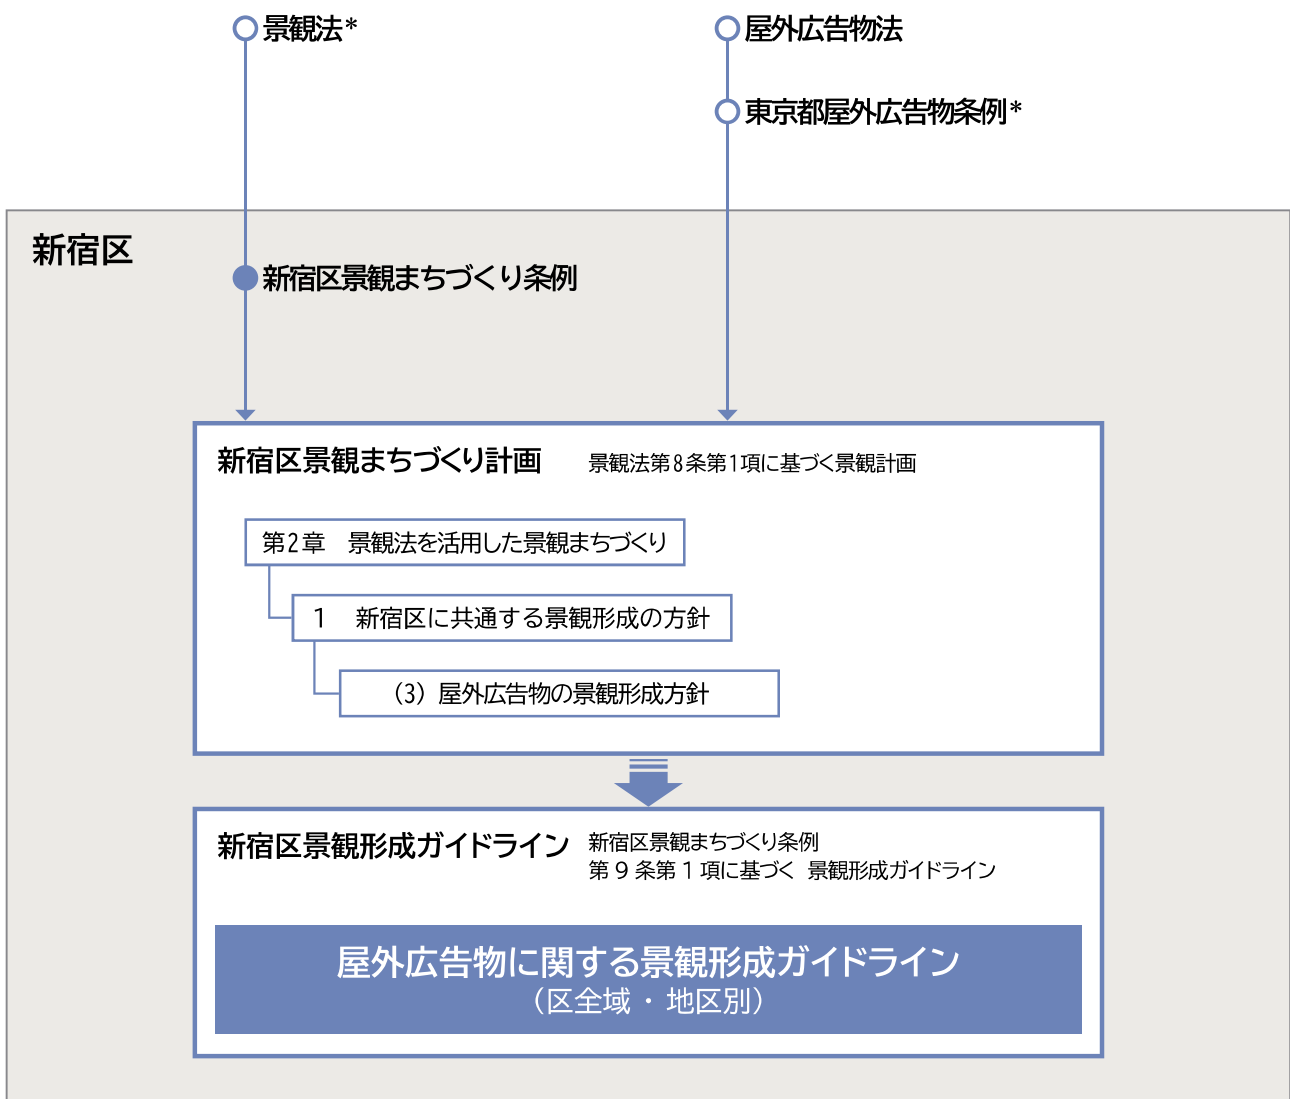 景観法*
屋外広告物法
東京都屋外広告物条例*
新宿区
新宿区景観まちづくり条例
新宿区景観まちづくり計画
景観法第8条第1項に基づく景観計画
第2章　景観法を活用した景観まちづくり
1　新宿区に共通する景観形成の方針
（3）屋外広告物の景観形成方針
新宿区景観形成ガイドライン
新宿区景観まちづくり条例
第 9 条第 1 項に基づく 景観形成ガイドライン
屋外広告物に関する景観形成ガイドライン
（区全域・地区別）